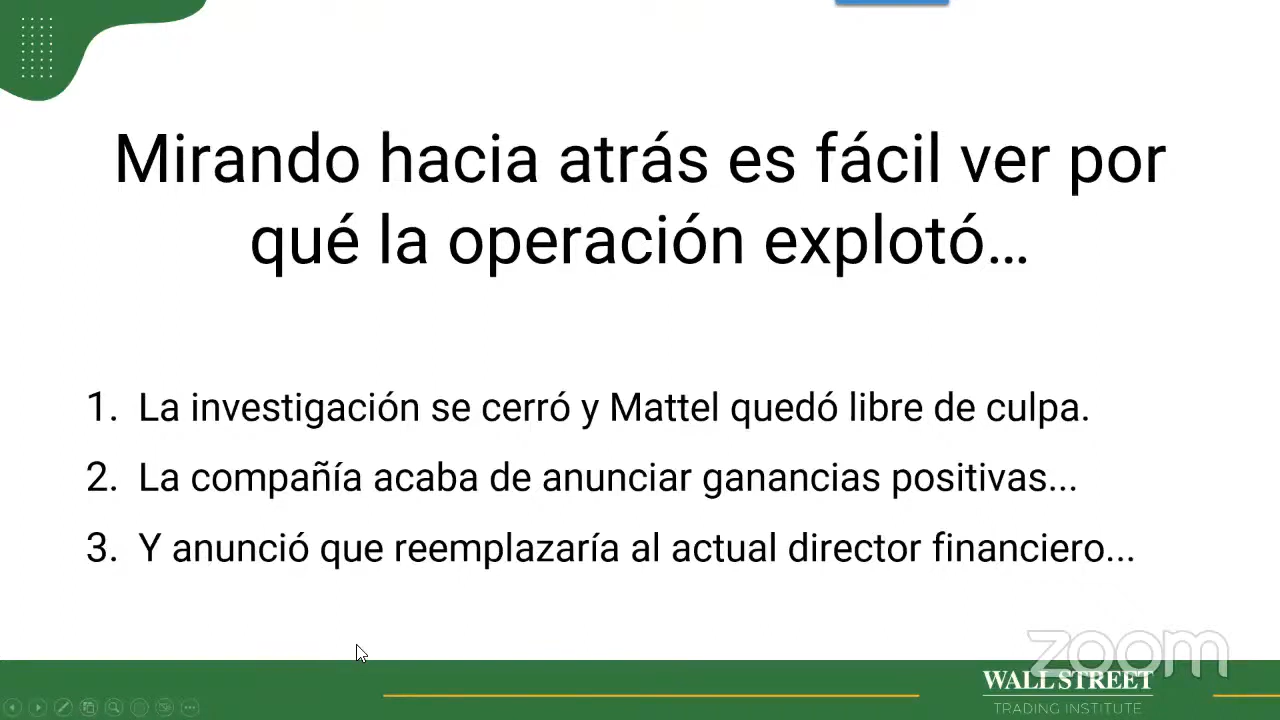 Mirando hacia atrás es fácil ver por
qué la operación explotó...
1. La investigación se cerró y Mattel quedó libre de culpa.
2. La compañía acaba de anunciar ganancias positivas...
3. Y anunció que reemplazaría al actual director financiero...
zoom
WALL STREET
TRADING INSTITUTE